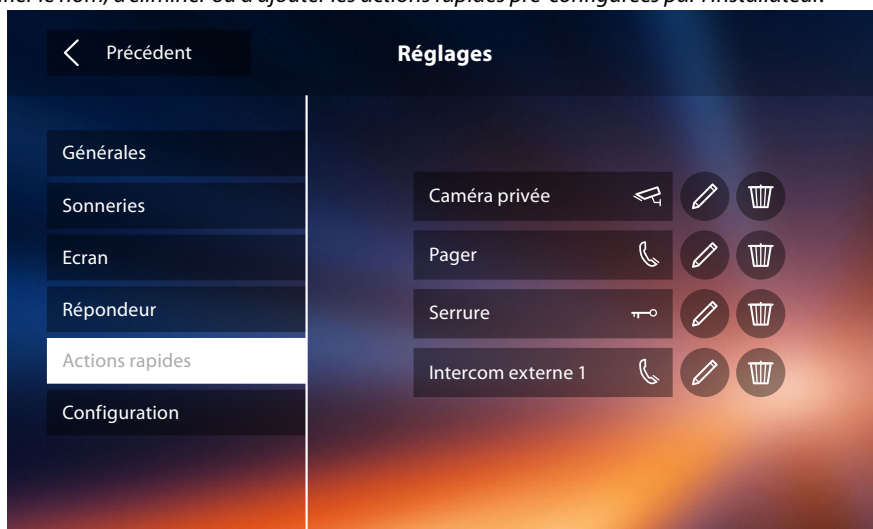 le nom, d'éliminer ou d'ajouter les actions rapides pré-configurées par l'installateur.
Précédent
Réglages
Générales
Sonneries
Ecran
Répondeur
Actions rapides
Configuration
Caméra privée
Pager
Serrure
Intercom externe 1